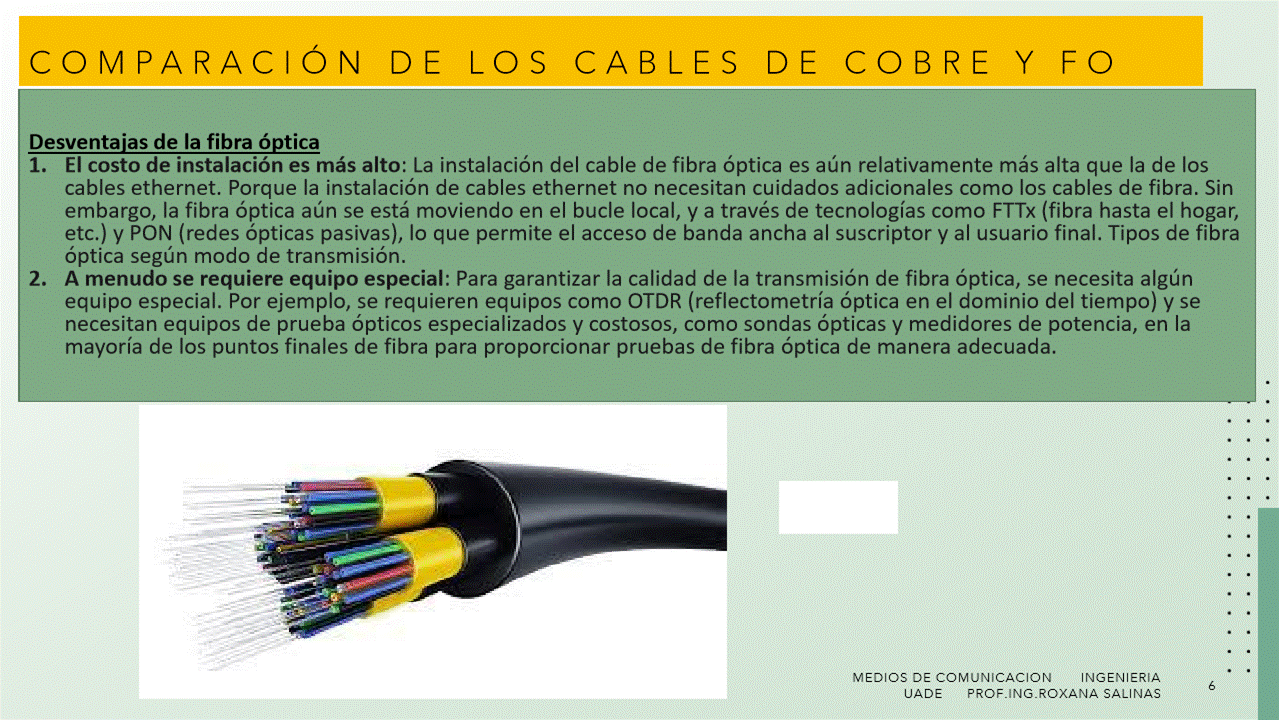 COMPARACIÓN DE LOS CABLES DE COBRE Y FO
Desventajas de la fibra óptica
1. El costo de instalación es más alto: La instalación del cable de fibra óptica es aún relativamente más alta que la de los
cables ethernet. Porque la instalación de cables ethernet no necesitan cuidados adicionales como los cables de fibra. Sin
embargo, la fibra óptica aún se está moviendo en el bucle local, y a través de tecnologías como FTTx (fibra hasta el hogar,
etc.) y PON (redes ópticas pasivas), lo que permite el acceso de banda ancha al suscriptor y al usuario final. Tipos de fibra
óptica según modo de transmisión.
2. A menudo se requiere equipo especial: Para garantizar la calidad de la transmisión de fibra óptica, se necesita algún
equipo especial. Por ejemplo, se requieren equipos como OTDR (reflectometría óptica en el dominio del tiempo) y se
necesitan equipos de prueba ópticos especializados y costosos, como sondas ópticas y medidores de potencia, en la
mayoría de los puntos finales de fibra para proporcionar pruebas de fibra óptica de manera adecuada.
MEDIOS DE COMUNICACION INGENIERIA
UADE PROF.ING.ROXANA SALINAS
6